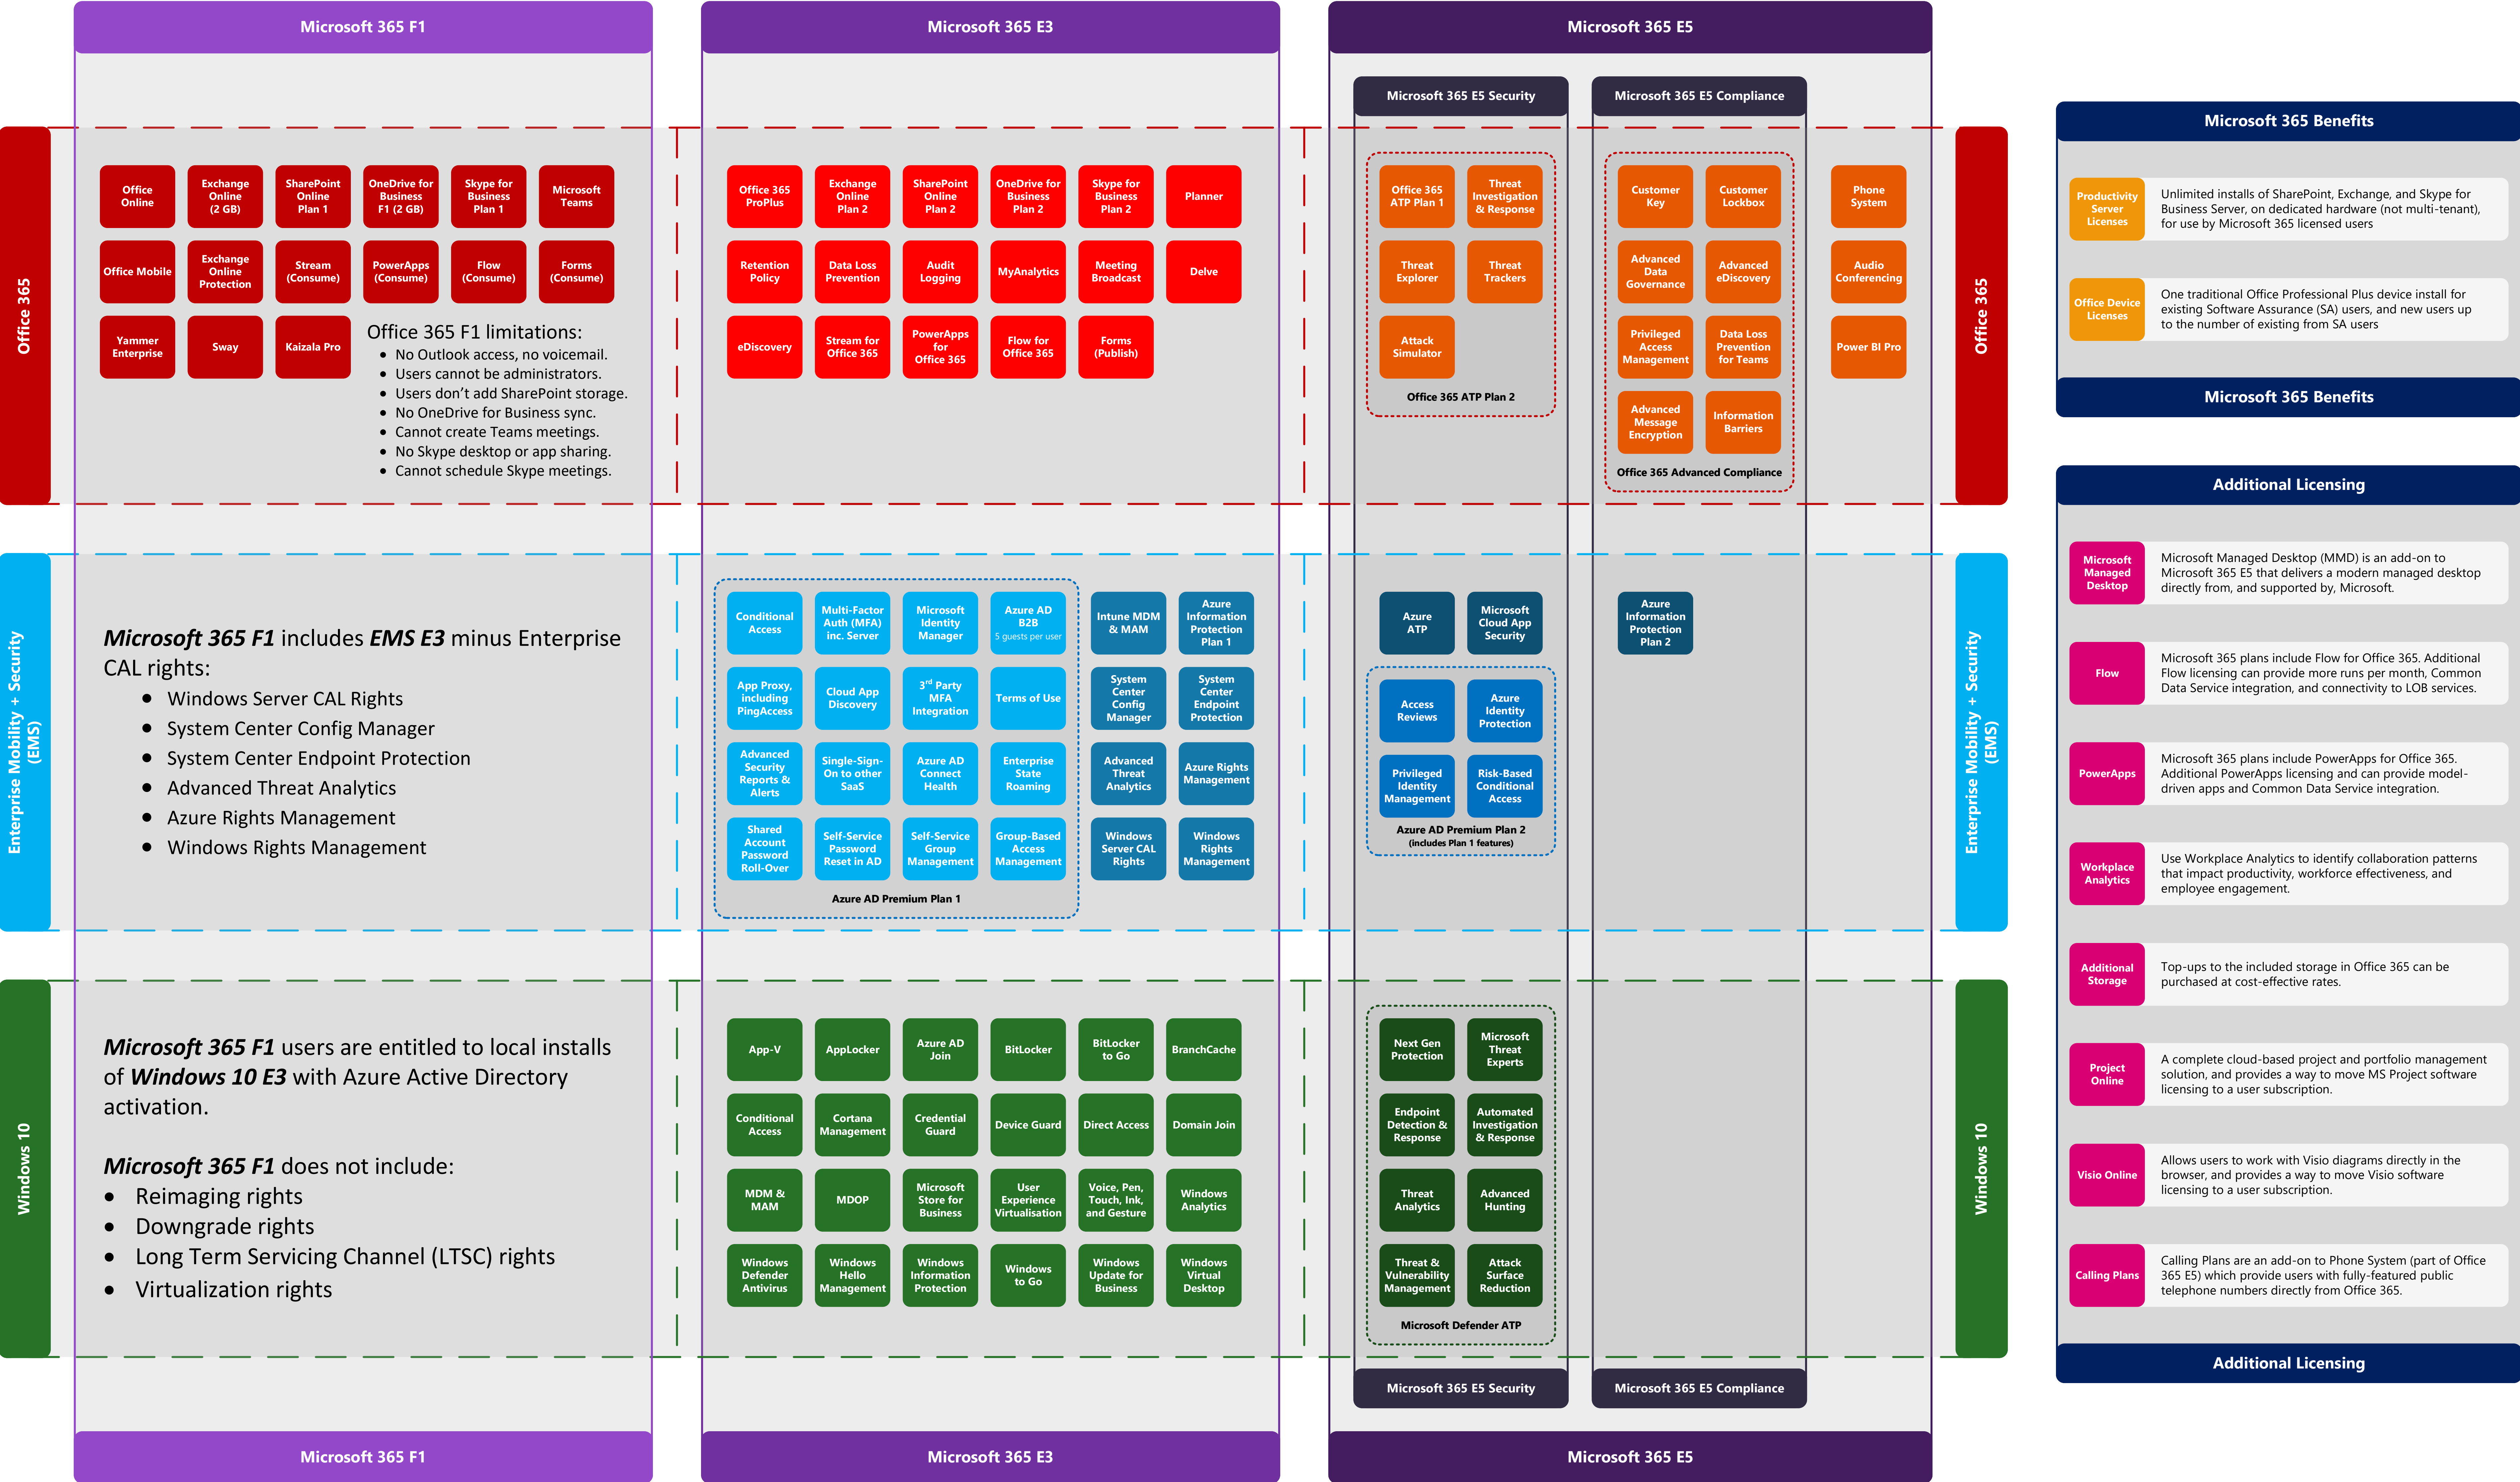 Microsoft 365 F1
Microsoft 365 E3
Microsoft 365 E5
Microsoft 365 E5 Security
Microsoft 365 E5 Compliance
Office 365
Office
Online
Exchange
Online
(2 GB)
SharePoint
Online
Plan 1
OneDrive for
Business
F1 (2 GB)
Skype for
Business
Plan 1
Microsoft
Teams
Office Mobile
Exchange
Online
Protection
Stream
(Consume)
PowerApps
(Consume)
Flow
(Consume)
Forms
(Consume)
Yammer
Enterprise
Sway
Kaizala Pro
Office 365 F1 limitations:
• No Outlook access, no voicemail.
• Users cannot be administrators.
• Users don’t add SharePoint storage.
• No OneDrive for Business sync.
• Cannot create Teams meetings.
• No Skype desktop or app sharing.
• Cannot schedule Skype meetings.
Office 365
ProPlus
Exchange
Online
Plan 2
SharePoint
Online
Plan 2
OneDrive for
Business
Plan 2
Skype for
Business
Plan 2
Planner
Retention
Policy
Data Loss
Prevention
Audit
Logging
MyAnalytics
Meeting
Broadcast
Delve
eDiscovery
Stream for
Office 365
PowerApps
for
Office 365
Flow for
Office 365
Forms
(Publish)
Office 365
ATP Plan 1
Threat
Investigation
& Response
Threat
Explorer
Threat
Trackers
Attack
Simulator
Office 365 ATP Plan 2
Customer
Key
Customer
Lockbox
Advanced
Data
Governance
Advanced
eDiscovery
Privileged
Access
Management
Data Loss
Prevention
for Teams
Advanced
Message
Encryption
Information
Barriers
Office 365 Advanced Compliance
Phone
System
Audio
Conferencing
Power BI Pro
Office 365
Enterprise Mobility + Security
(EMS)
Microsoft 365 F1 includes EMS E3 minus Enterprise
CAL rights:
• Windows Server CAL Rights
• System Center Config Manager
• System Center Endpoint Protection
• Advanced Threat Analytics
• Azure Rights Management
• Windows Rights Management
Conditional
Access
Multi-Factor
Auth (MFA)
inc. Server
Microsoft
Identity
Manager
Azure AD
B2B
5 guests per user
Intune MDM
& MAM
Azure
Information
Protection
Plan 1
App Proxy,
including
PingAccess
Cloud App
Discovery
3rd Party
MFA
Integration
Terms of Use
System
Center
Config
Manager
System
Center
Endpoint
Protection
Advanced
Security
Reports &
Alerts
Single-Sign-
On to other
SaaS
Azure AD
Connect
Health
Enterprise
State
Roaming
Advanced
Threat
Analytics
Azure Rights
Management
Shared
Account
Password
Roll-Over
Self-Service
Password
Reset in AD
Self-Service
Group
Management
Group-Based
Access
Management
Windows
Server CAL
Rights
Windows
Rights
Management
Azure AD Premium Plan 1
Azure
ATP
Microsoft
Cloud App
Security
Access
Reviews
Azure
Identity
Protection
Privileged
Identity
Management
Risk-Based
Conditional
Access
Azure AD Premium Plan 2
(includes Plan 1 features)
Azure
Information
Protection
Plan 2
Enterprise Mobility + Security
(EMS)
Windows 10
Microsoft 365 F1 users are entitled to local installs
of Windows 10 E3 with Azure Active Directory
activation.
Microsoft 365 F1 does not include:
• Reimaging rights
• Downgrade rights
• Long Term Servicing Channel (LTSC) rights
• Virtualization rights
App-V
AppLocker
Azure AD
Join
BitLocker
BitLocker
to Go
BranchCache
Conditional
Access
Cortana
Management
Credential
Guard
Device Guard
Direct Access
Domain Join
MDM &
MAM
MDOP
Microsoft
Store for
Business
User
Experience
Virtualisation
Voice, Pen,
Touch, Ink,
and Gesture
Windows
Analytics
Windows
Defender
Antivirus
Windows
Hello
Management
Windows
Information
Protection
Windows
to Go
Windows
Update for
Business
Windows
Virtual
Desktop
Next Gen
Protection
Microsoft
Threat
Experts
Endpoint
Detection &
Response
Automated
Investigation
& Response
Threat
Analytics
Advanced
Hunting
Threat &
Vulnerability
Management
Attack
Surface
Reduction
Microsoft Defender ATP
Windows 10
Microsoft 365 E5 Security
Microsoft 365 E5 Compliance
Microsoft 365 F1
Microsoft 365 E3
Microsoft 365 E5
Microsoft 365 Benefits
Productivity
Server
Licenses
Unlimited installs of SharePoint, Exchange, and Skype for
Business Server, on dedicated hardware (not multi-tenant),
for use by Microsoft 365 licensed users
Office Device
Licenses
One traditional Office Professional Plus device install for
existing Software Assurance (SA) users, and new users up
to the number of existing from SA users
Microsoft 365 Benefits
Additional Licensing
Microsoft
Managed
Desktop
Microsoft Managed Desktop (MMD) is an add-on to
Microsoft 365 E5 that delivers a modern managed desktop
directly from, and supported by, Microsoft.
Flow
Microsoft 365 plans include Flow for Office 365. Additional
Flow licensing can provide more runs per month, Common
Data Service integration, and connectivity to LOB services.
PowerApps
Microsoft 365 plans include PowerApps for Office 365.
Additional PowerApps licensing and can provide model-
driven apps and Common Data Service integration.
Workplace
Analytics
Use Workplace Analytics to identify collaboration patterns
that impact productivity, workforce effectiveness, and
employee engagement.
Additional
Storage
Top-ups to the included storage in Office 365 can be
purchased at cost-effective rates.
Project
Online
A complete cloud-based project and portfolio management
solution, and provides a way to move MS Project software
licensing to a user subscription.
Visio Online
Allows users to work with Visio diagrams directly in the
browser, and provides a way to move Visio software
licensing to a user subscription.
Calling Plans
Calling Plans are an add-on to Phone System (part of Office
365 E5) which provide users with fully-featured public
telephone numbers directly from Office 365.
Additional Licensing